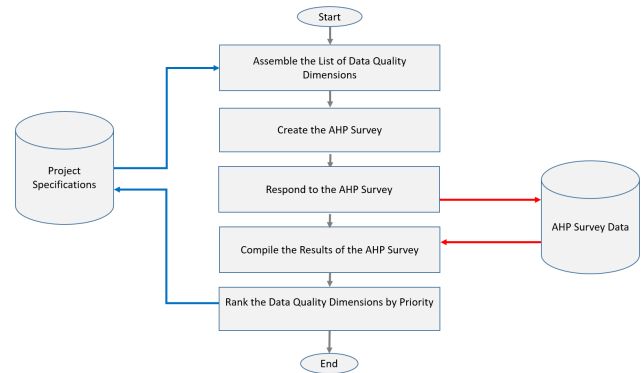 Start
Assemble the List of Data Quality
Dimensions
Create the AHP Survey
Project
Specifications
Respond to the AHP Survey
AHP Survey Data
Compile the Results of the AHP Survey
Rank the Data Quality Dimensions by Priority
End